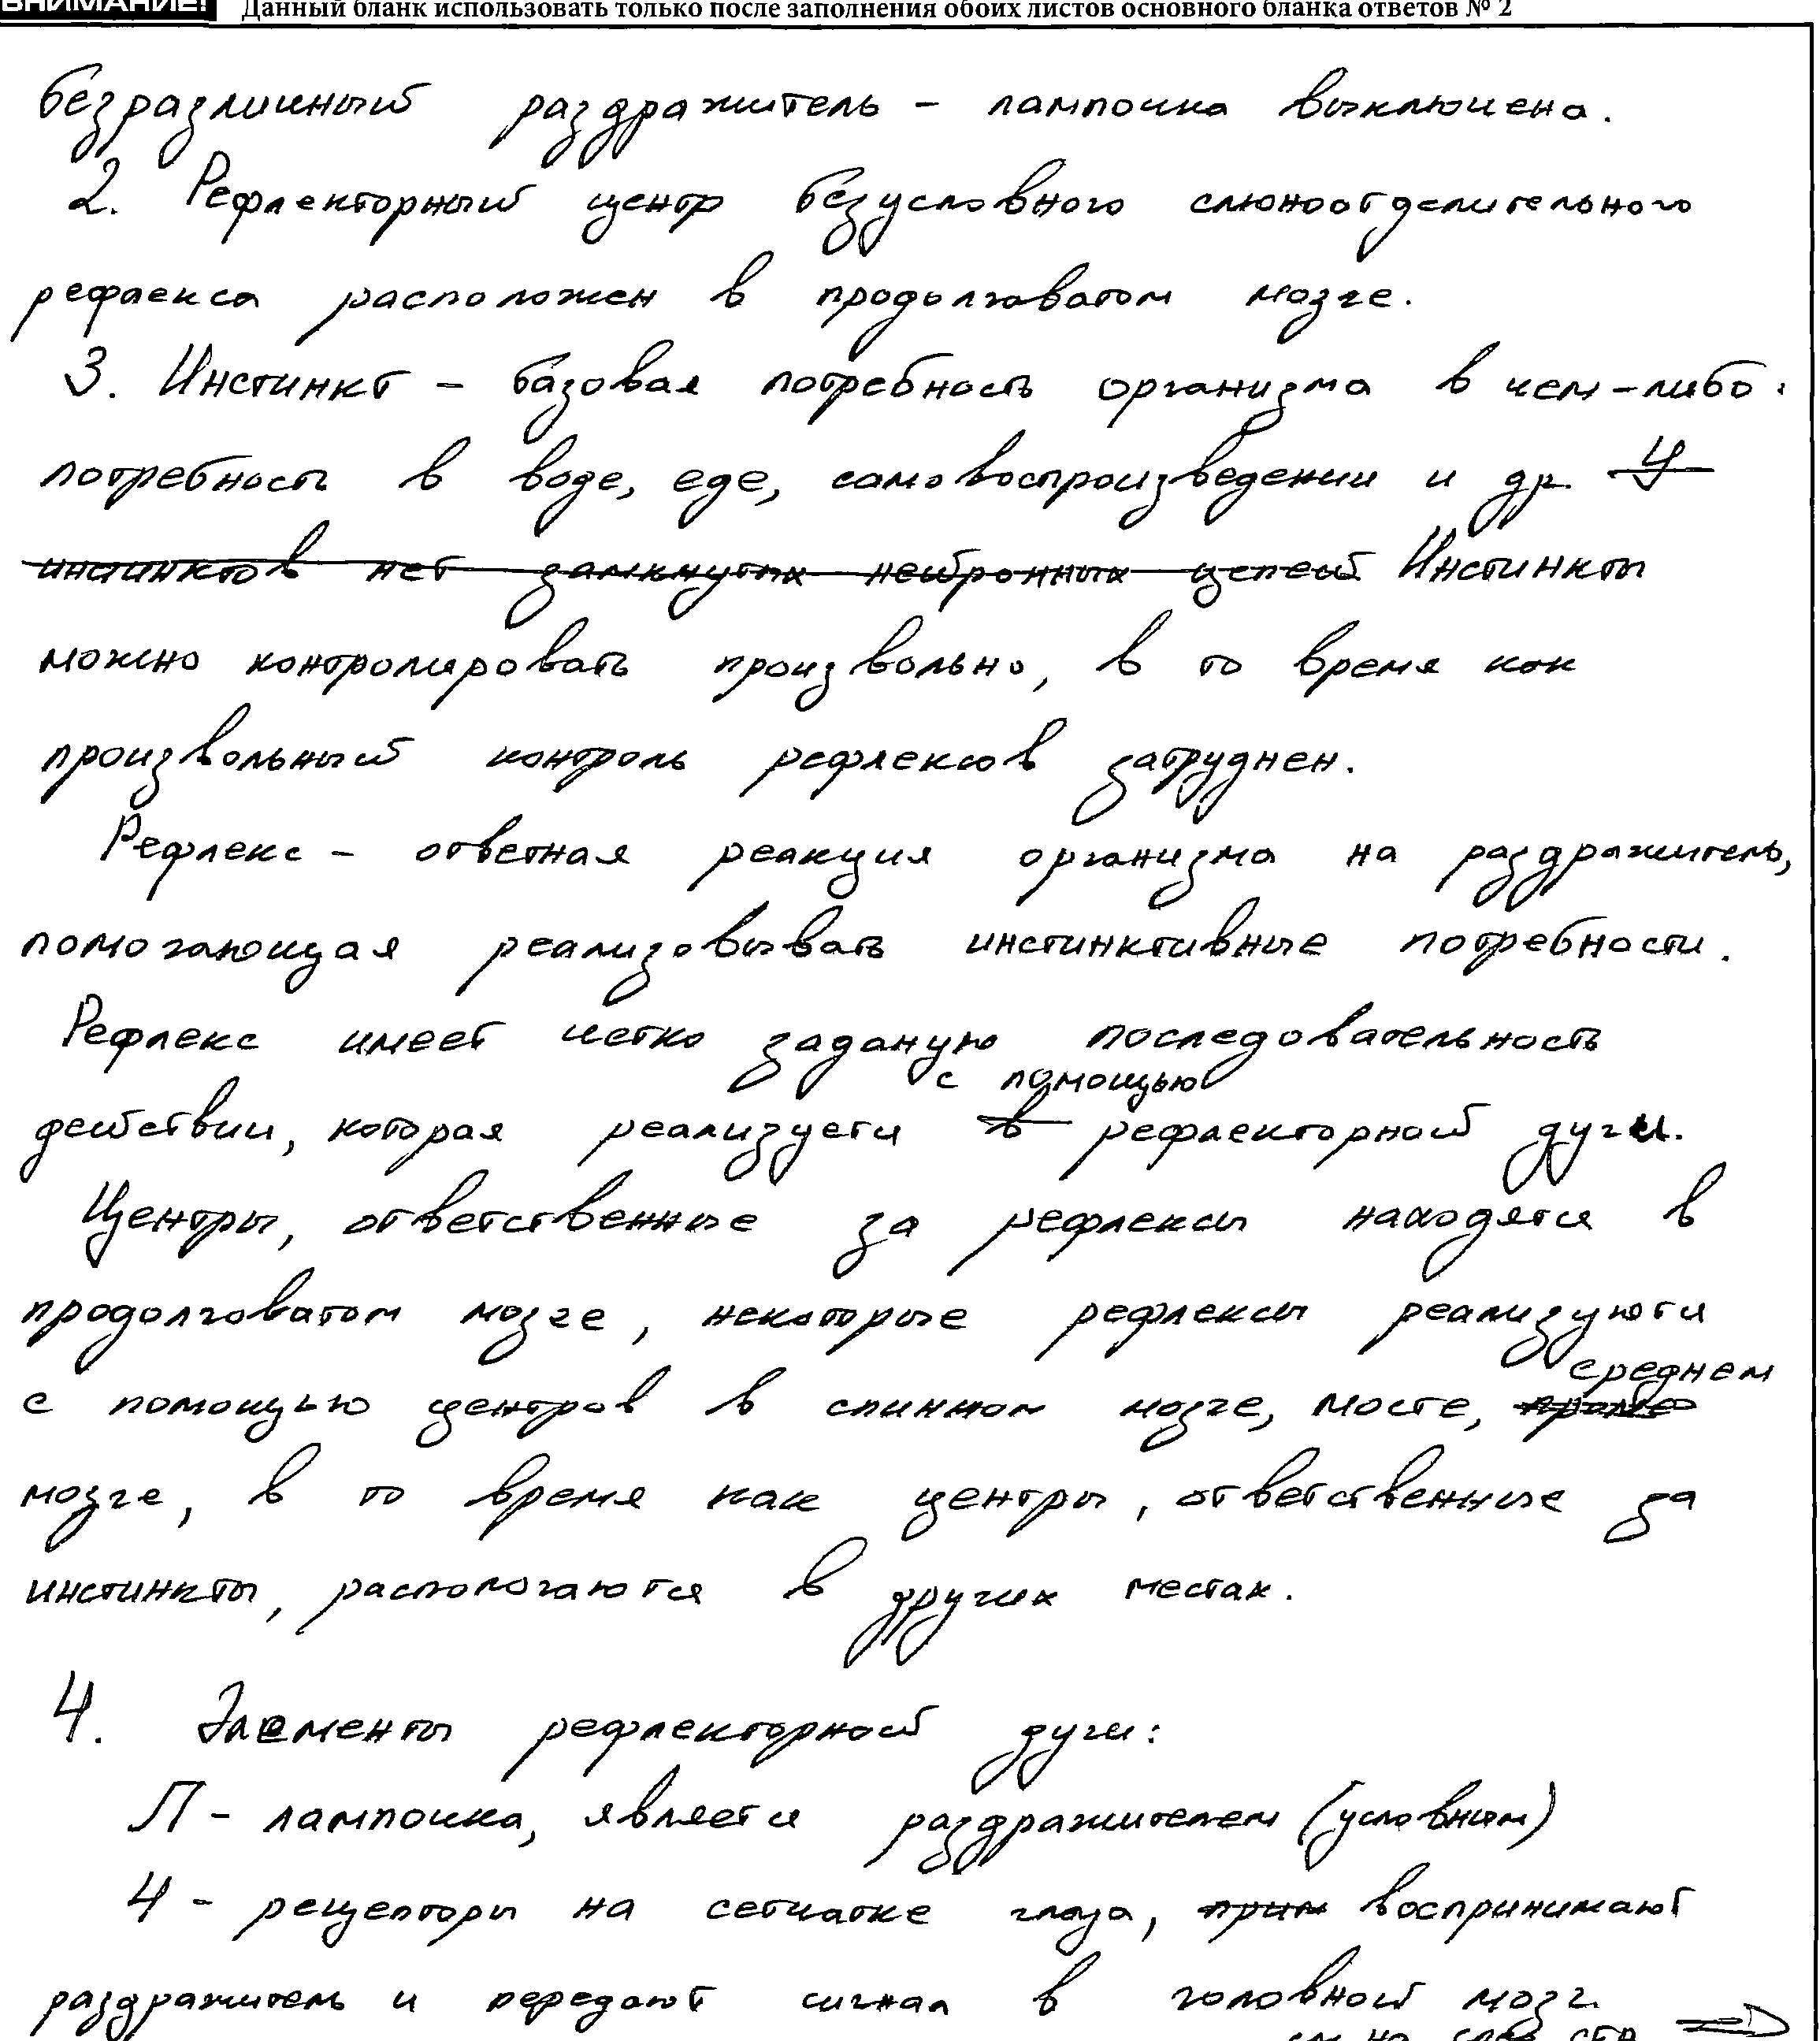 ВНИМАНИЕ! Данный бланк использовать только после заполнения обоих листов основного бланка ответов № 2
безразличный раздражитель - лампочка выключена.
2. Рефлекторный центр безусловного слюноотделительного
рефлекса расположен в продолговатом мозге.
3. Инстинкт - базовая потребность организма в чем-либо:
потребность в воде, еде, самовоспроизведении и др. У
инстинктов нет замкнутых нейронных цепей Инстинкты
можно контролировать произвольно, в то время как
произвольный контроль рефлексов затруднен.
Рефлекс - ответная реакция организма на раздражитель,
помогающая реализовывать инстинктивные потребности.
Рефлекс имеет четко заданую последовательность
действии, которая реализуется в с помощью рефлекторной дуги.
Центры, ответственные за рефлексы находятся в
продолговатом мозге, некоторые рефлексы реализуются
с помощью центров в спинном мозге, мосте, среднем
мозге, в то время как центры, ответственные за
инстинкты, распологаются в других местах.
4. Элементы рефлекторной дуги:
Л - лампочка, является раздражителем (условным)
4 - рецепторы на сетчатке глаза, прин воспринимают
раздражитель и передают сигнал в головной мозг.